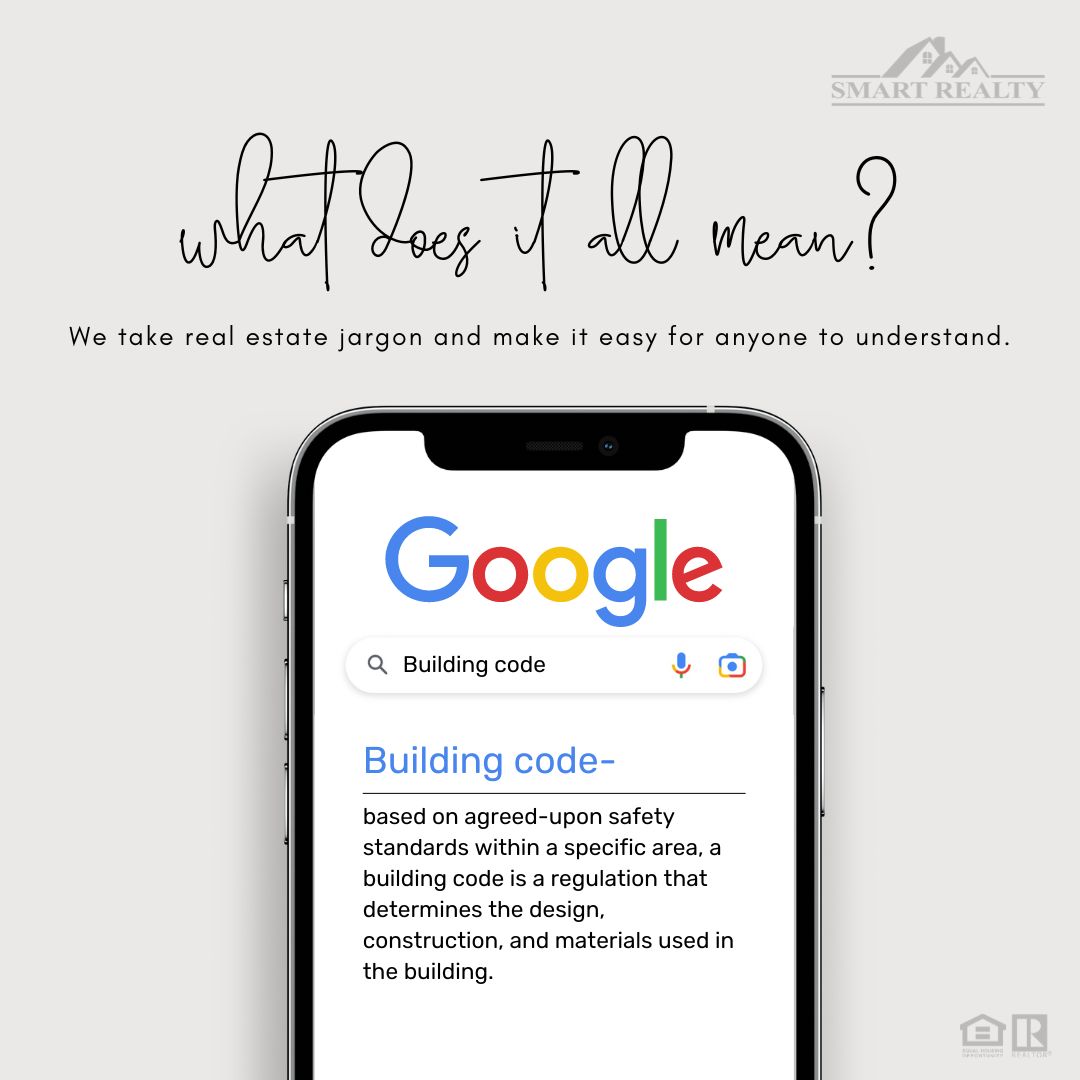 SMART REALTY
what does it all mean?
We take real estate jargon and make it easy for anyone to understand.
Google
Building code
Building code-
based on agreed-upon safety
standards within a specific area, a
building code is a regulation that
determines the design,
construction, and materials used in
the building.
EQUAL HOUSING
OPPORTUNITY
REALTOR®